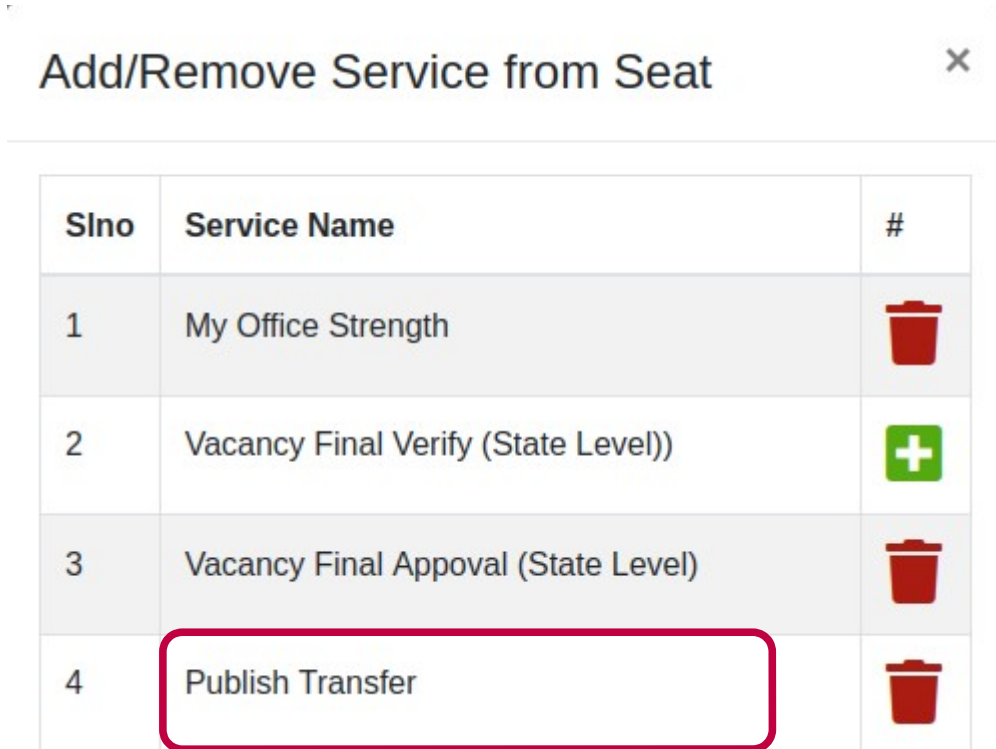 Add/Remove Service from Seat ×
Slno Service Name #
1 My Office Strength
2 Vacancy Final Verify (State Level))
3 Vacancy Final Appoval (State Level)
4 Publish Transfer